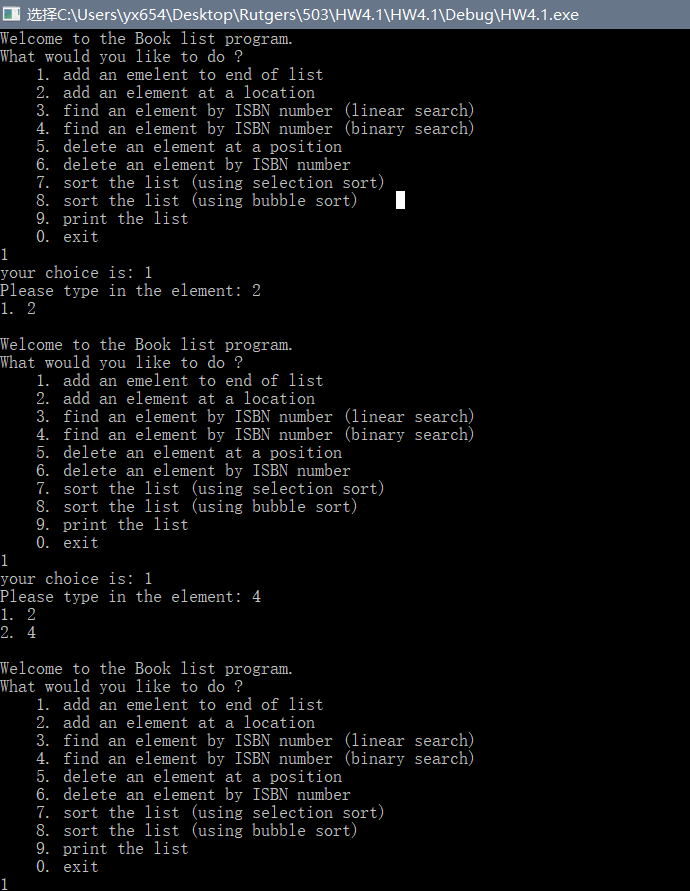 选择C:\Users\yx654\Desktop\Rutgers\503\HW4.1\HW4.1\Debug\HW4.1.exe
Welcome to the Book list program.
What would you like to do ?
1. add an emelent to end of list
2. add an element at a location
3. find an element by ISBN number (linear search)
4. find an element by ISBN number (binary search)
5. delete an element at a position
6. delete an element by ISBN number
7. sort the list (using selection sort)
8. sort the list (using bubble sort)
9. print the list
0. exit
1
your choice is: 1
Please type in the element: 2
1. 2
Welcome to the Book list program.
What would you like to do ?
1. add an emelent to end of list
2. add an element at a location
3. find an element by ISBN number (linear search)
4. find an element by ISBN number (binary search)
5. delete an element at a position
6. delete an element by ISBN number
7. sort the list (using selection sort)
8. sort the list (using bubble sort)
9. print the list
0. exit
1
your choice is: 1
Please type in the element: 4
1. 2
2. 4
Welcome to the Book list program.
What would you like to do ?
1. add an emelent to end of list
2. add an element at a location
3. find an element by ISBN number (linear search)
4. find an element by ISBN number (binary search)
5. delete an element at a position
6. delete an element by ISBN number
7. sort the list (using selection sort)
8. sort the list (using bubble sort)
9. print the list
0. exit
1